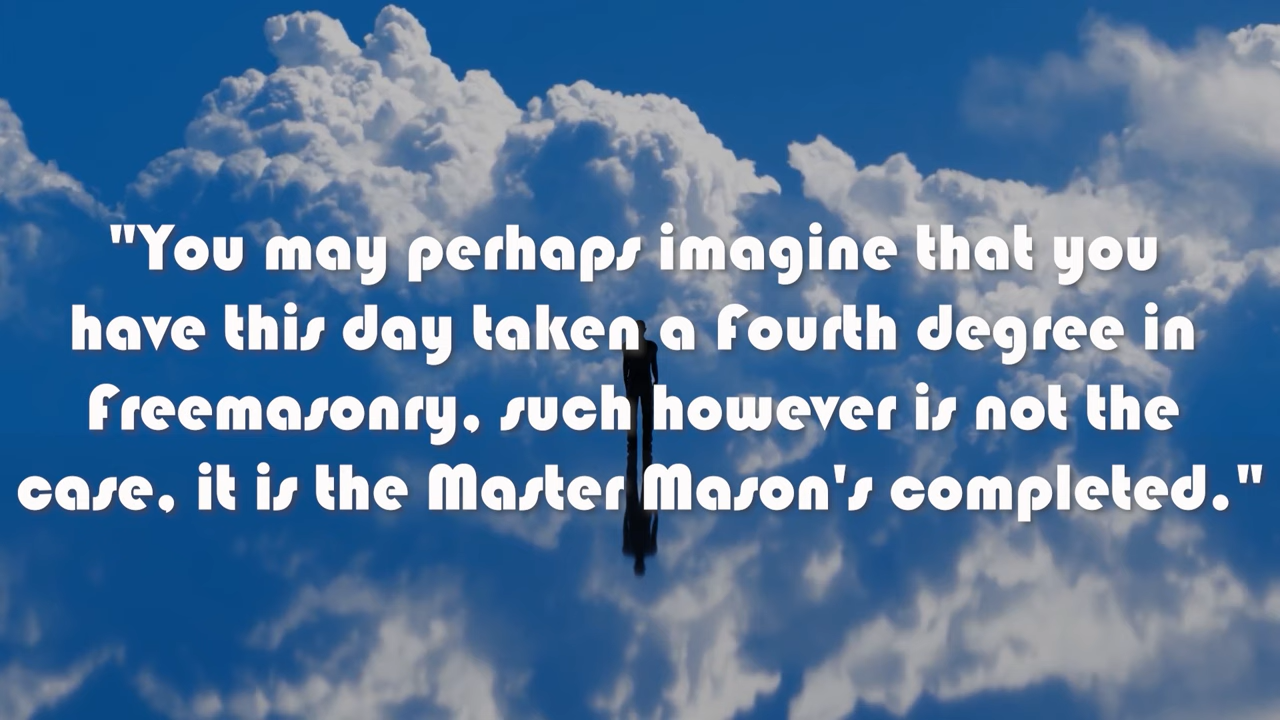 "You may perhaps imagine that you
have this day taken a Fourth degree in
Freemasonry, such however is not the
case, it is the Master Mason's completed."